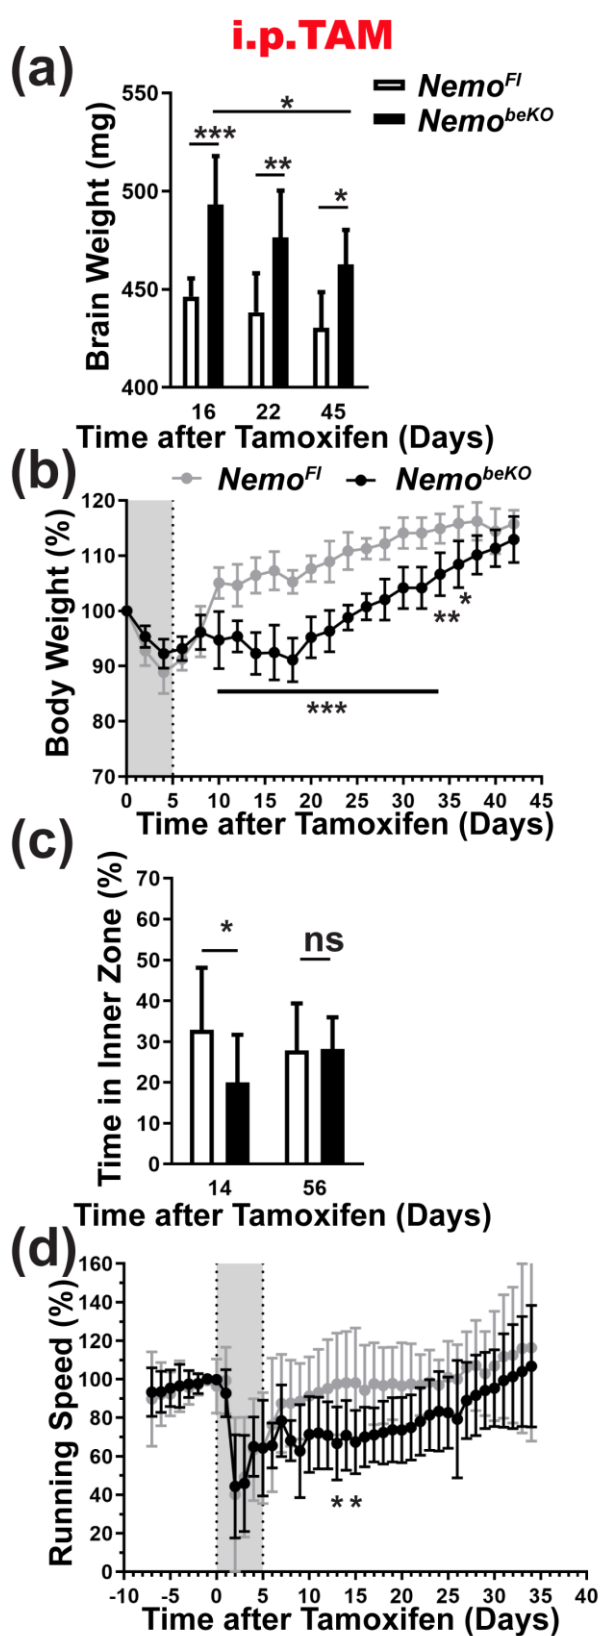 i.p.TAM
(a)
Nemo^Fl
Nemo^beKO
Brain Weight (mg)
550
500
450
400
*
***
**
*
16 22 45
Time after Tamoxifen (Days)
(b)
Nemo^Fl Nemo^beKO
Body Weight (%)
120
110
100
90
80
70
*
**
***
0 5 10 15 20 25 30 35 40 45
Time after Tamoxifen (Days)
(c)
Time in Inner Zone (%)
70
60
50
40
30
20
10
0
* ns
14 56
Time after Tamoxifen (Days)
(d)
Running Speed (%)
160
140
120
100
80
60
40
20
0
* *
-10 -5 0 5 10 15 20 25 30 35 40
Time after Tamoxifen (Days)